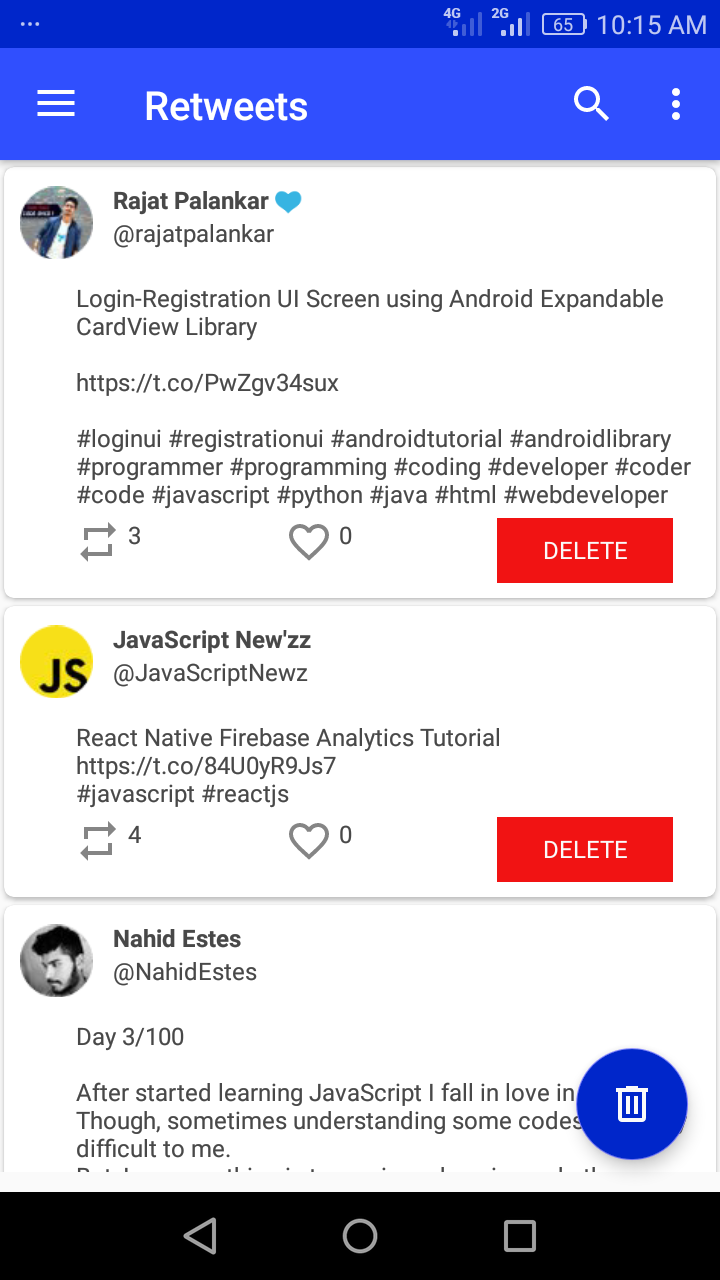 4G 2G 65 10:15 AM
Retweets
Rajat Palankar
@rajatpalankar
Login-Registration UI Screen using Android Expandable
CardView Library
https://t.co/PwZgv34sux
#loginui #registrationui #androidtutorial #androidlibrary
#programmer #programming #coding #developer #coder
#code #javascript #python #java #html #webdeveloper
3 0 DELETE
JS
JavaScript New'zz
@JavaScriptNewz
React Native Firebase Analytics Tutorial
https://t.co/84U0yR9Js7
#javascript #reactjs
4 0 DELETE
Nahid Estes
@NahidEstes
Day 3/100
After started learning JavaScript I fall in love in
Though, sometimes understanding some codes
difficult to me.